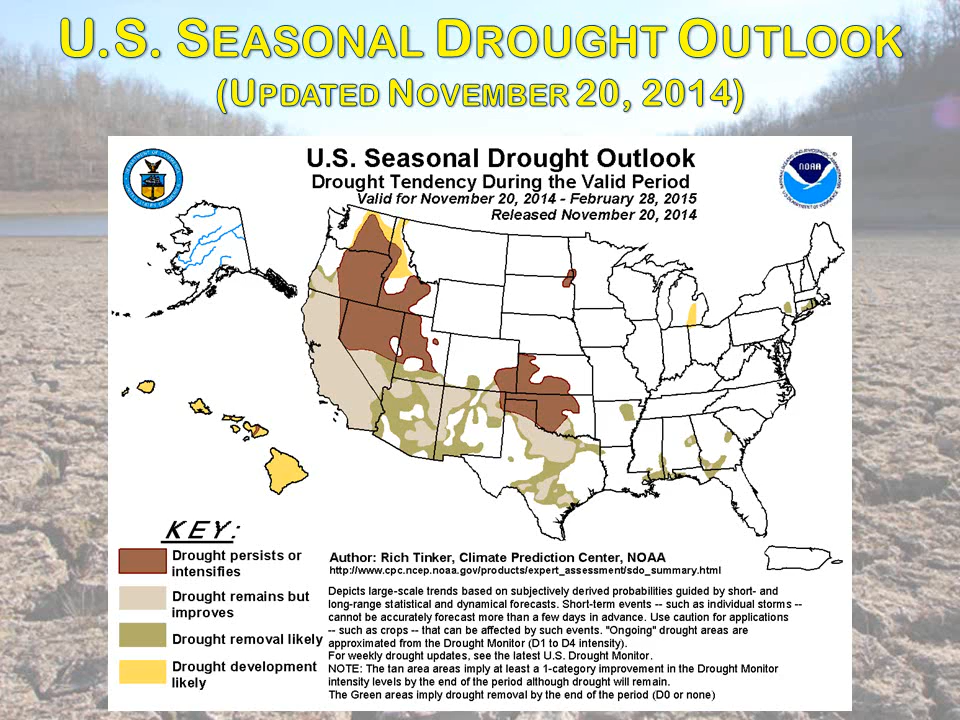 U.S. SEASONAL DROUGHT OUTLOOK
(UPDATED NOVEMBER 20, 2014)
U.S. Seasonal Drought Outlook
Drought Tendency During the Valid Period
Valid for November 20, 2014 - February 28, 2015
Released November 20, 2014
NOAA
KEY:
Drought persists or
intensifies
Drought remains but
improves
Drought removal likely
Drought development
likely
Author: Rich Tinker, Climate Prediction Center, NOAA
http://www.cpc.ncep.noaa.gov/products/expert_assessment/sdo_summary.html
Depicts large-scale trends based on subjectively derived probabilities guided by short- and
long-range statistical and dynamical forecasts. Short-term events -- such as individual storms --
cannot be accurately forecast more than a few days in advance. Use caution for applications
-- such as crops -- that can be affected by such events. "Ongoing" drought areas are
approximated from the Drought Monitor (D1 to D4 intensity).
For weekly drought updates, see the latest U.S. Drought Monitor.
NOTE: The tan area areas imply at least a 1-category improvement in the Drought Monitor
intensity levels by the end of the period although drought will remain.
The Green areas imply drought removal by the end of the period (D0 or none)